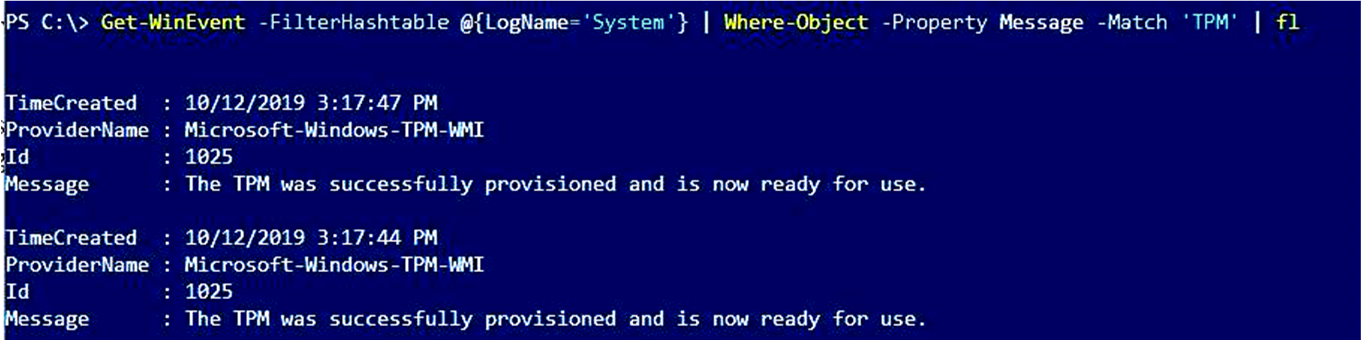 PS C:\> Get-WinEvent -FilterHashtable @{LogName='System'} | Where-Object -Property Message -Match 'TPM' | fl
TimeCreated  : 10/12/2019 3:17:47 PM
ProviderName : Microsoft-Windows-TPM-WMI
Id           : 1025
Message      : The TPM was successfully provisioned and is now ready for use.
TimeCreated  : 10/12/2019 3:17:44 PM
ProviderName : Microsoft-Windows-TPM-WMI
Id           : 1025
Message      : The TPM was successfully provisioned and is now ready for use.